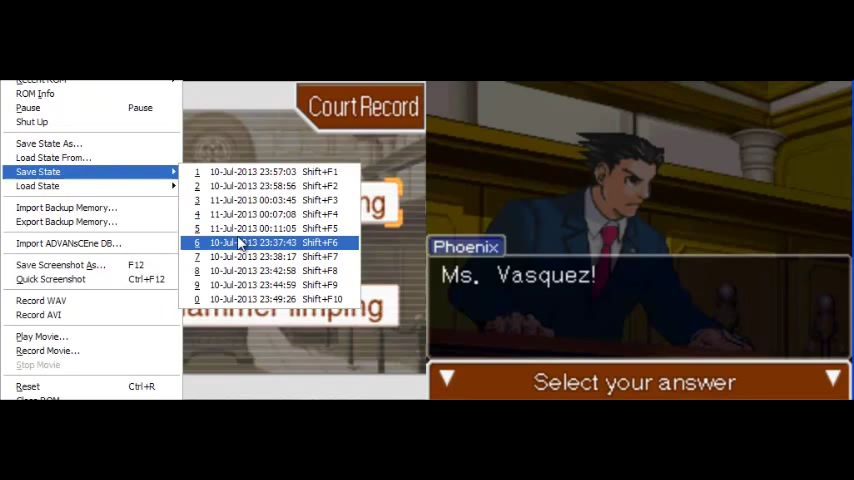 Recent ROM
ROM Info
Pause Pause
Shut Up
Save State As...
Load State From...
Save State
Load State
Import Backup Memory...
Export Backup Memory...
Import ADVANsCEne DB...
Save Screenshot As... F12
Quick Screenshot Ctrl+F12
Record WAV
Record AVI
Play Movie...
Record Movie...
Stop Movie
Reset Ctrl+R
Close ROM
1 10-Jul-2013 23:57:03 Shift+F1
2 10-Jul-2013 23:58:56 Shift+F2
3 11-Jul-2013 00:03:45 Shift+F3
4 11-Jul-2013 00:07:08 Shift+F4
5 11-Jul-2013 00:11:05 Shift+F5
6 10-Jul-2013 23:37:43 Shift+F6
7 10-Jul-2013 23:38:17 Shift+F7
8 10-Jul-2013 23:42:58 Shift+F8
9 10-Jul-2013 23:44:59 Shift+F9
0 10-Jul-2013 23:49:26 Shift+F10
Court Record
ng
ammer limping
Phoenix
Ms. Vasquez!
Select your answer